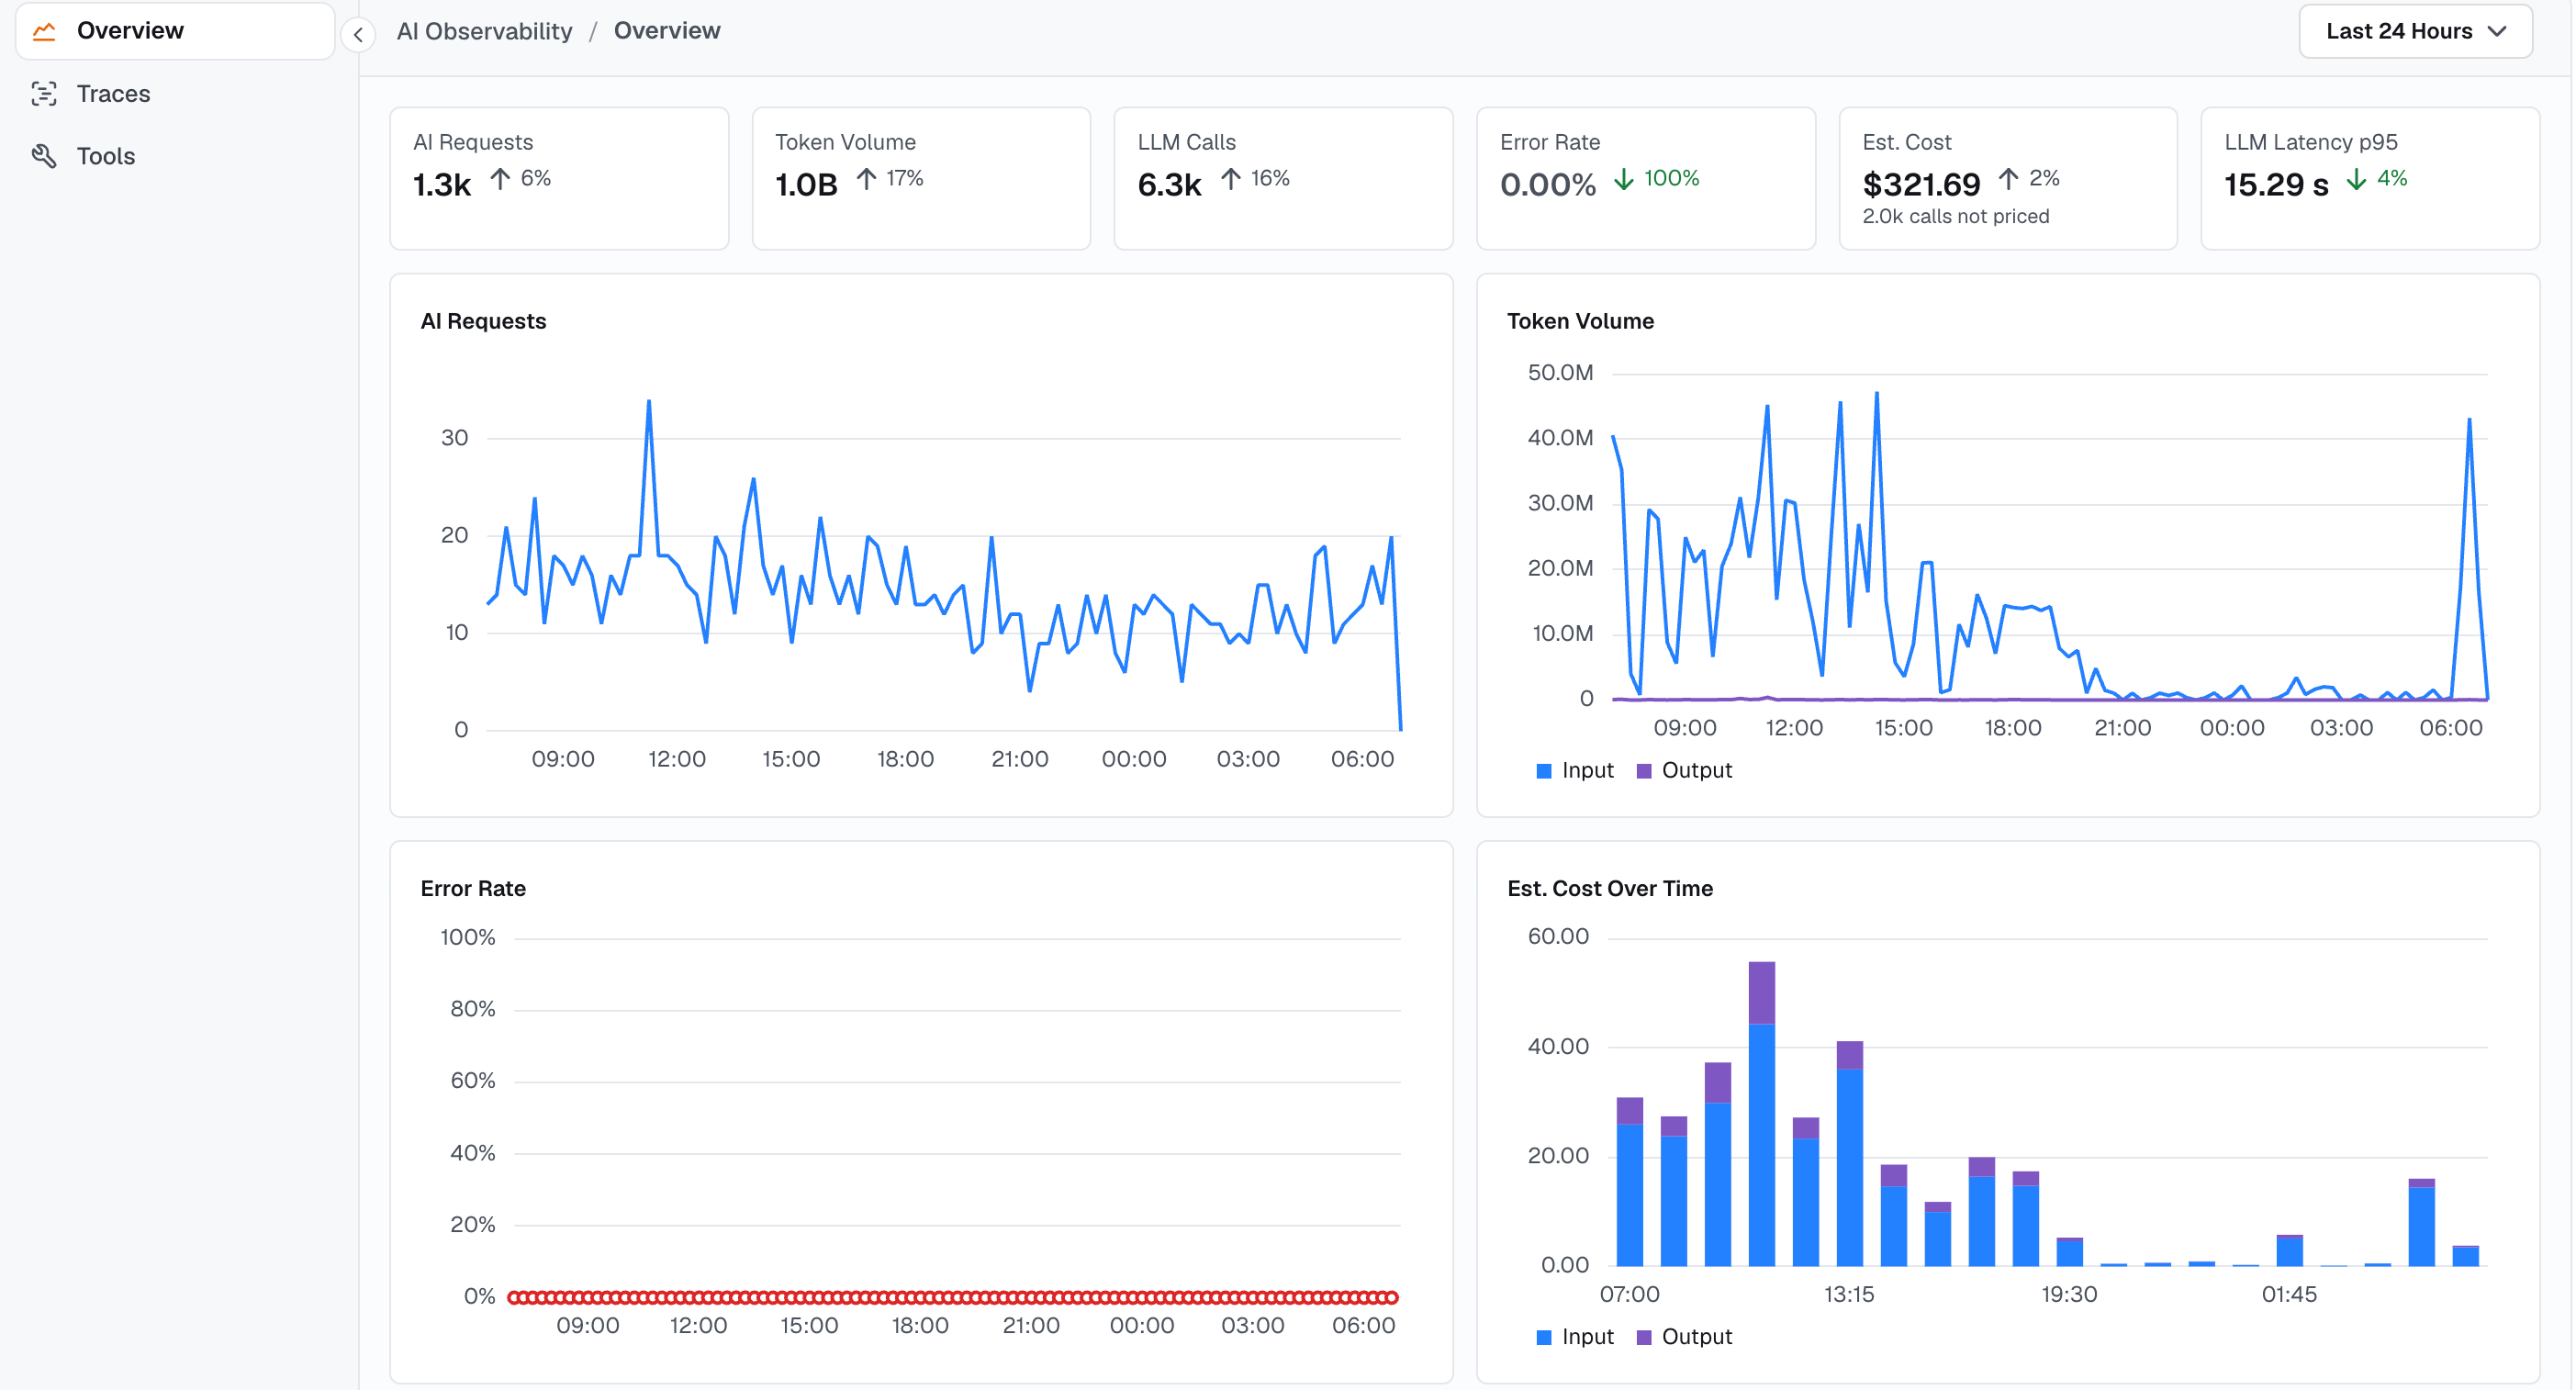 Overview
Traces
Tools
AI Observability / Overview
Last 24 Hours
AI Requests
1.3k ↑ 6%
Token Volume
1.0B ↑ 17%
LLM Calls
6.3k ↑ 16%
Error Rate
0.00% ↓ 100%
Est. Cost
$321.69 ↑ 2%
2.0k calls not priced
LLM Latency p95
15.29 s ↓ 4%
AI Requests
30
20
10
0
09:00 12:00 15:00 18:00 21:00 00:00 03:00 06:00
Token Volume
50.0M
40.0M
30.0M
20.0M
10.0M
0
09:00 12:00 15:00 18:00 21:00 00:00 03:00 06:00
Input Output
Error Rate
100%
80%
60%
40%
20%
0%
09:00 12:00 15:00 18:00 21:00 00:00 03:00 06:00
Est. Cost Over Time
60.00
40.00
20.00
0.00
07:00 13:15 19:30 01:45
Input Output